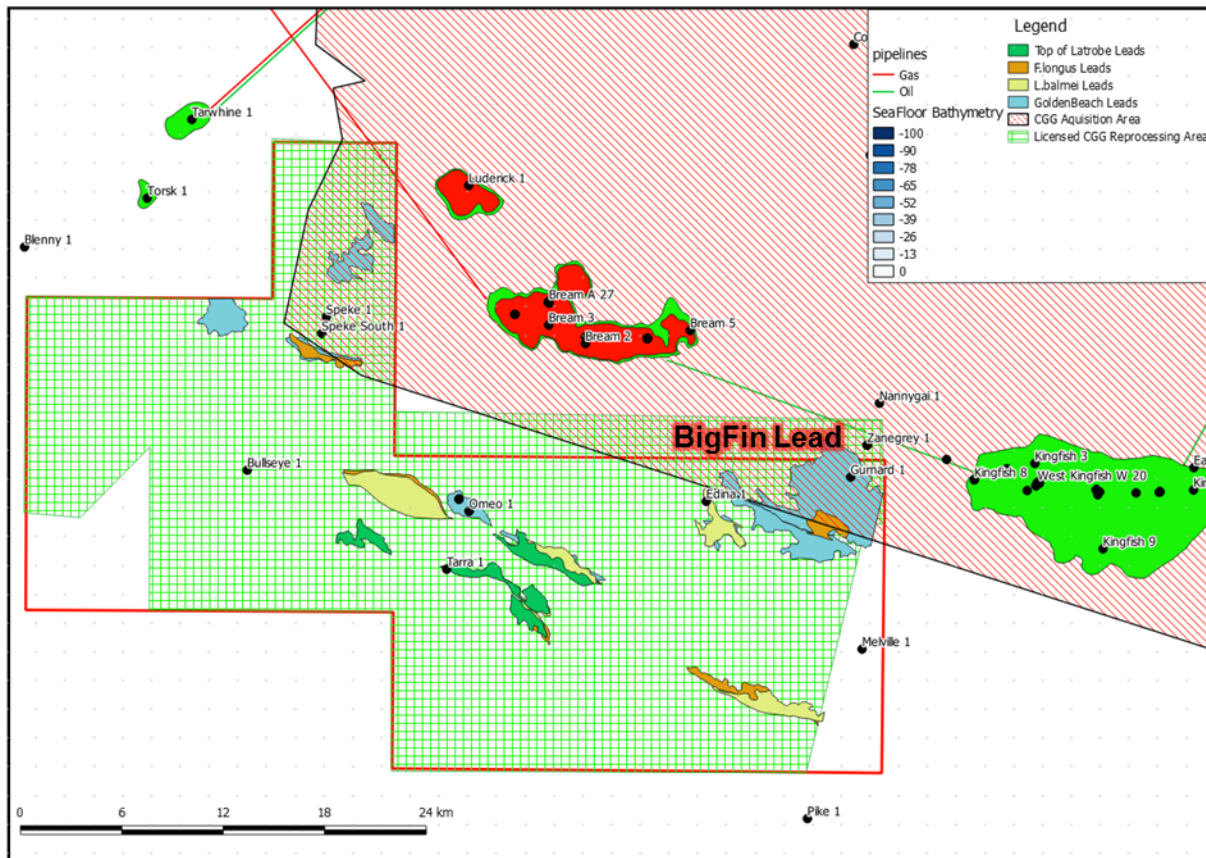 Legend
pipelines
Gas
Oil
SeaFloor Bathymetry
-100
-90
-78
-65
-52
-39
-26
-13
0
Top of Latrobe Leads
F.longus Leads
L.balmei Leads
GoldenBeach Leads
CGG Aquisition Area
Licensed CGG Reprocessing Area
Co
Tarwhine 1
Torsk 1
Luderick 1
Blenny 1
Bream A 27
Speke 1
Speke South 1
Bream 3
Bream 2
Bream 5
Nannygai 1
BigFin Lead
Zanegrey 1
Bullseye 1
Gurnard 1
Kingfish 3
Kingfish 8
West Kingfish W 20
Ea
Kin
Omeo 1
Edina 1
Kingfish 9
Tarra 1
Melville 1
Pike 1
0 6 12 18 24 km